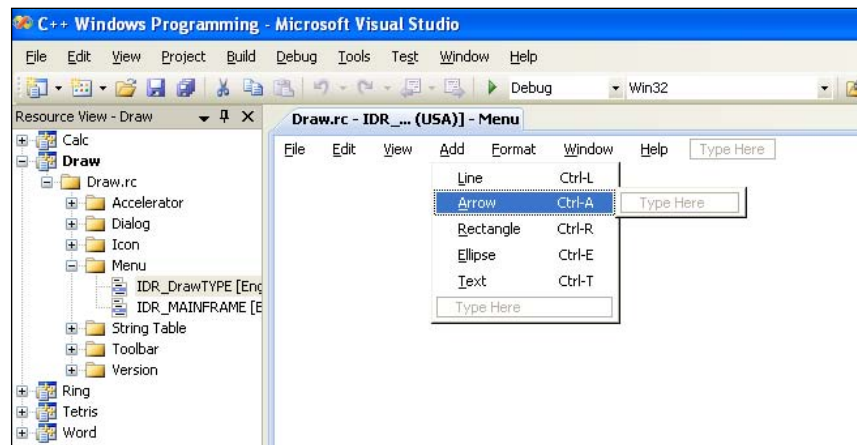 C++ Windows Programming - Microsoft Visual Studio
File Edit View Project Build Debug Tools Test Window Help
Debug Win32
Resource View - Draw
Draw.rc - IDR_... (USA)] - Menu
Calc
Draw
Draw.rc
Accelerator
Dialog
Icon
Menu
IDR_DrawTYPE [Eng
IDR_MAINFRAME [E
String Table
Toolbar
Version
Ring
Tetris
Word
File Edit View Add Format Window Help Type Here
Line Ctrl-L
Arrow Ctrl-A Type Here
Rectangle Ctrl-R
Ellipse Ctrl-E
Text Ctrl-T
Type Here